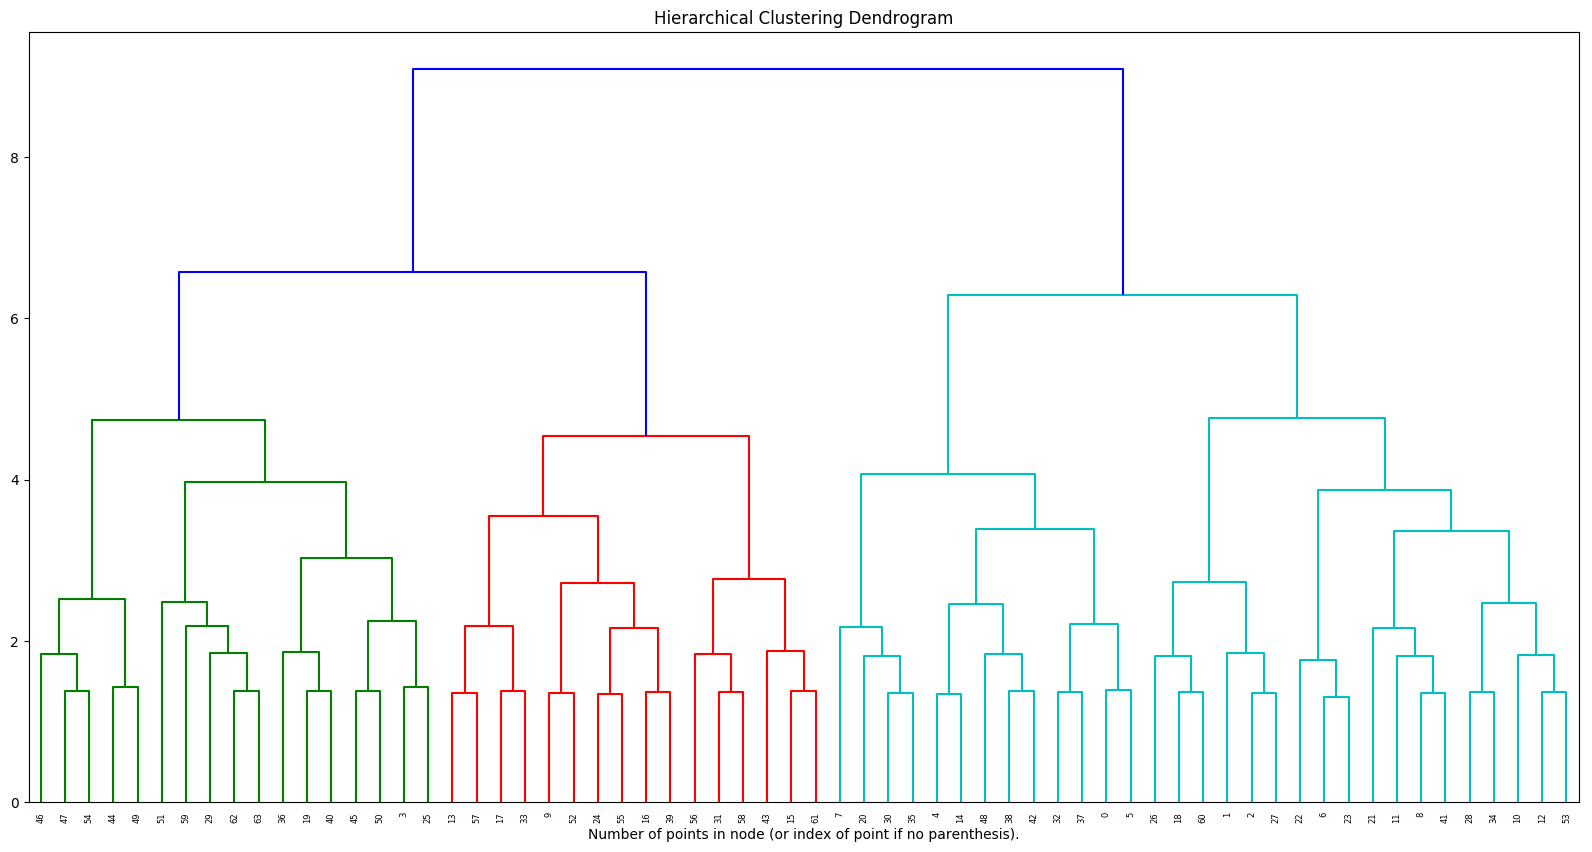 Hierarchical Clustering Dendrogram
8
6
4
2
0
46 47 54 44 49 51 59 29 62 63 36 19 40 45 50 3 25 13 57 17 33 9 52 24 55 16 39 56 31 58 43 15 61 7 20 30 35 4 14 48 38 42 32 37 0 5 26 18 60 1 2 27 22 6 23 21 11 8 41 28 34 10 12 53
Number of points in node (or index of point if no parenthesis).